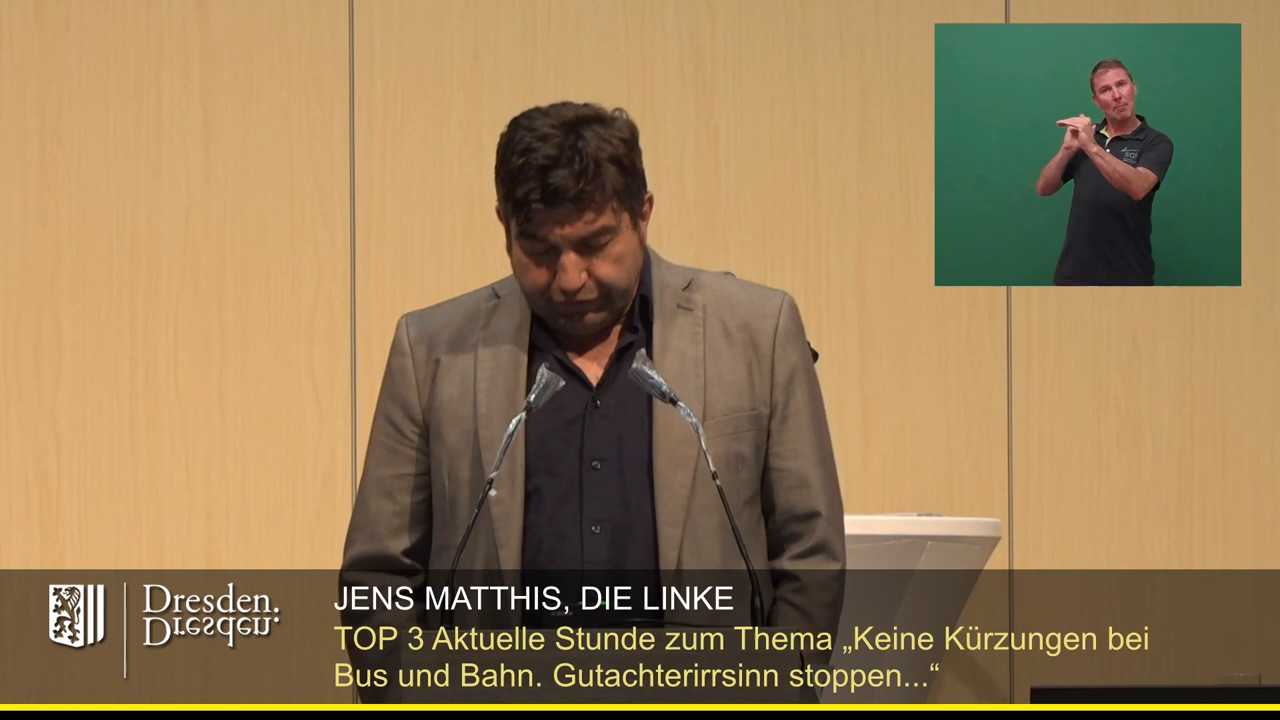 Dresden.
Dresden.
JENS MATTHIS, DIE LINKE
TOP 3 Aktuelle Stunde zum Thema „Keine Kürzungen bei
Bus und Bahn. Gutachterirrsinn stoppen...“